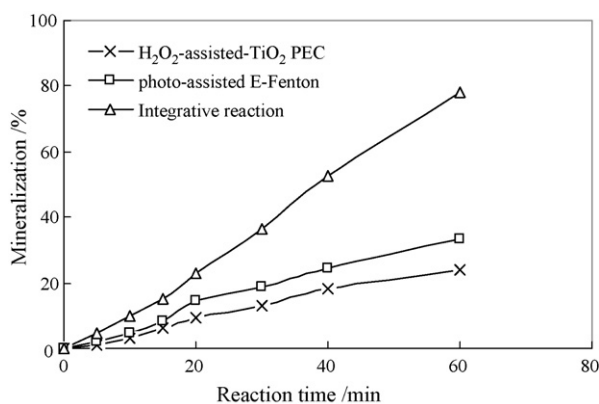 100
80
60
40
20
0
Mineralization /%
H₂O₂-assisted-TiO₂ PEC
photo-assisted E-Fenton
Integrative reaction
0 20 40 60 80
Reaction time /min